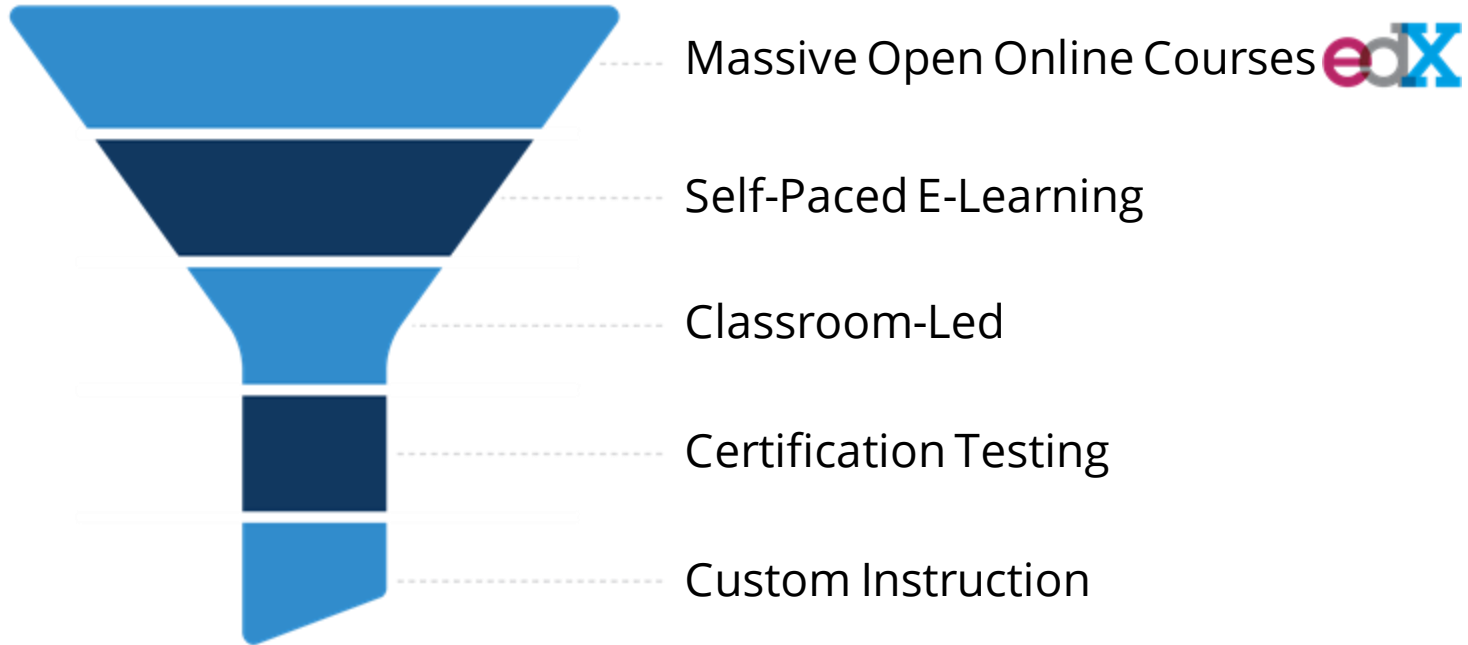 Massive Open Online Courses edX
Self-Paced E-Learning
Classroom-Led
Certification Testing
Custom Instruction